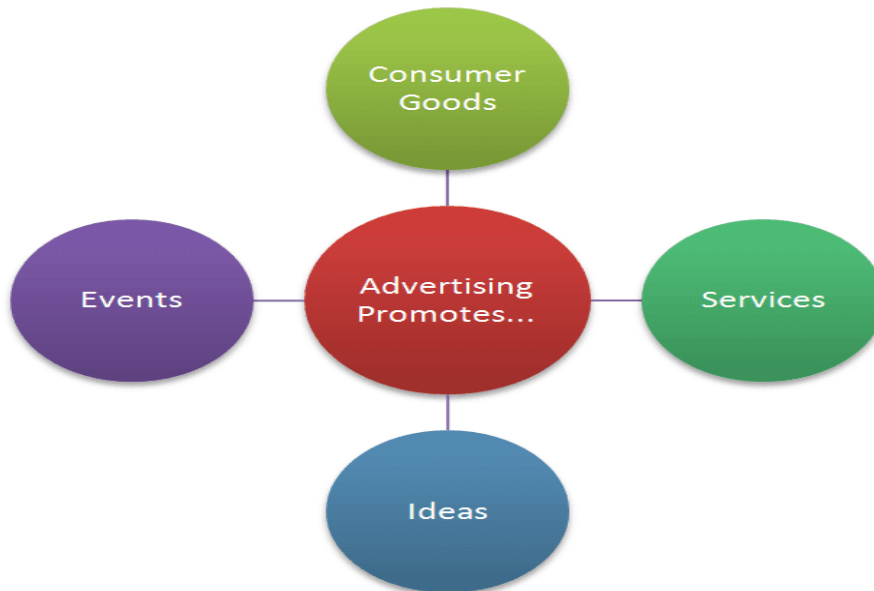 Consumer
Goods
Events
Advertising
Promotes...
Services
Ideas